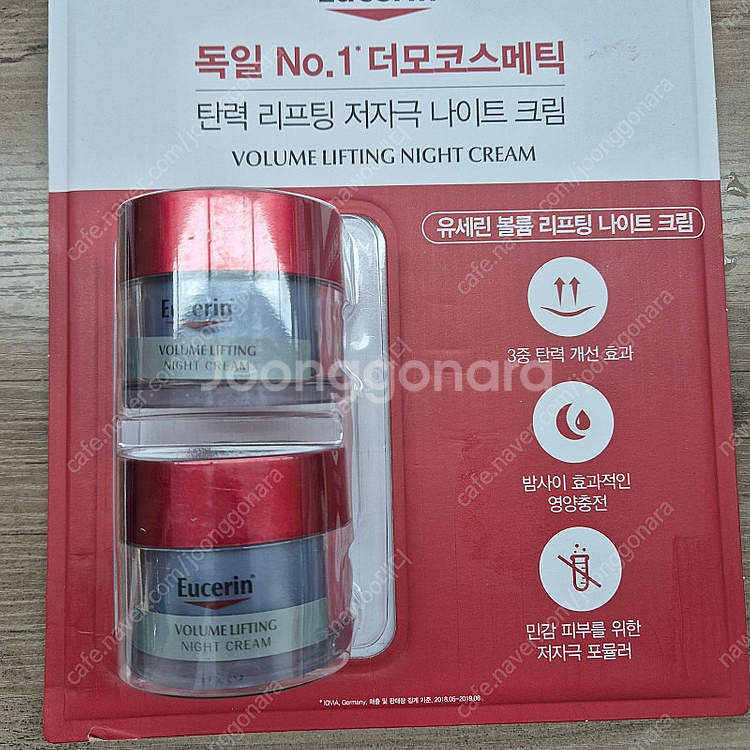 Eucerin
독일 No.1* 더모코스메틱
탄력 리프팅 저자극 나이트 크림
VOLUME LIFTING NIGHT CREAM
유세린 볼륨 리프팅 나이트 크림
3중 탄력 개선 효과
밤사이 효과적인
영양충전
민감 피부를 위한
저자극 포뮬러
Eucerin
VOLUME LIFTING
NIGHT CREAM
Eucerin
VOLUME LIFTING
NIGHT CREAM
* IQVIA, Germany, 매출 및 판매량 집계 기준, 2018.05~2019.06
Joonggonara
cafe.naver.com/joonggonara